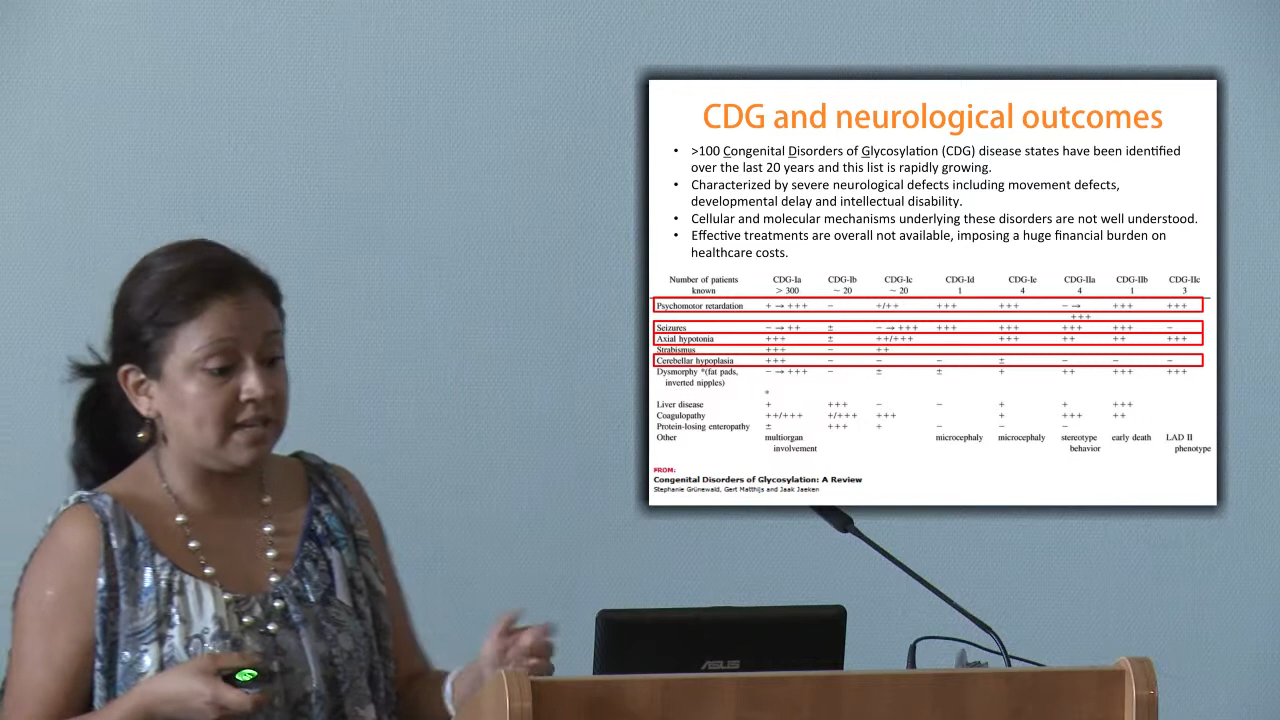 CDG and neurological outcomes
• >100 Congenital Disorders of Glycosylation (CDG) disease states have been identified
over the last 20 years and this list is rapidly growing.
• Characterized by severe neurological defects including movement defects,
developmental delay and intellectual disability.
• Cellular and molecular mechanisms underlying these disorders are not well understood.
• Effective treatments are overall not available, imposing a huge financial burden on
healthcare costs.
Number of patients CDG-Ia CDG-Ib CDG-Ic CDG-Id CDG-Ie CDG-IIa CDG-IIb CDG-IIc
known > 300 ~ 20 ~ 20 1 4 4 1 3
Psychomotor retardation + → +++ − +/++ +++ +++ − → +++ +++
+++
Seizures − → ++ ± − → +++ +++ +++ +++ +++ −
Axial hypotonia +++ ± ++/+++ +++ ++ ++ +++
Strabismus +++ − ++
Cerebellar hypoplasia +++ − − − ± − − −
Dysmorphy *(fat pads, − → +++ − ± ± + ++ +++ +++
inverted nipples)
*
Liver disease + +++ − − + + +++
Coagulopathy ++/+++ +/+++ +++ + +++ ++
Protein-losing enteropathy ± +++ + − − −
Other multiorgan microcephaly microcephaly stereotype early death LAD II
involvement behavior phenotype
FROM:
Congenital Disorders of Glycosylation: A Review
Stephanie Grünewald, Gert Matthijs and Jaak Jaeken
ASUS